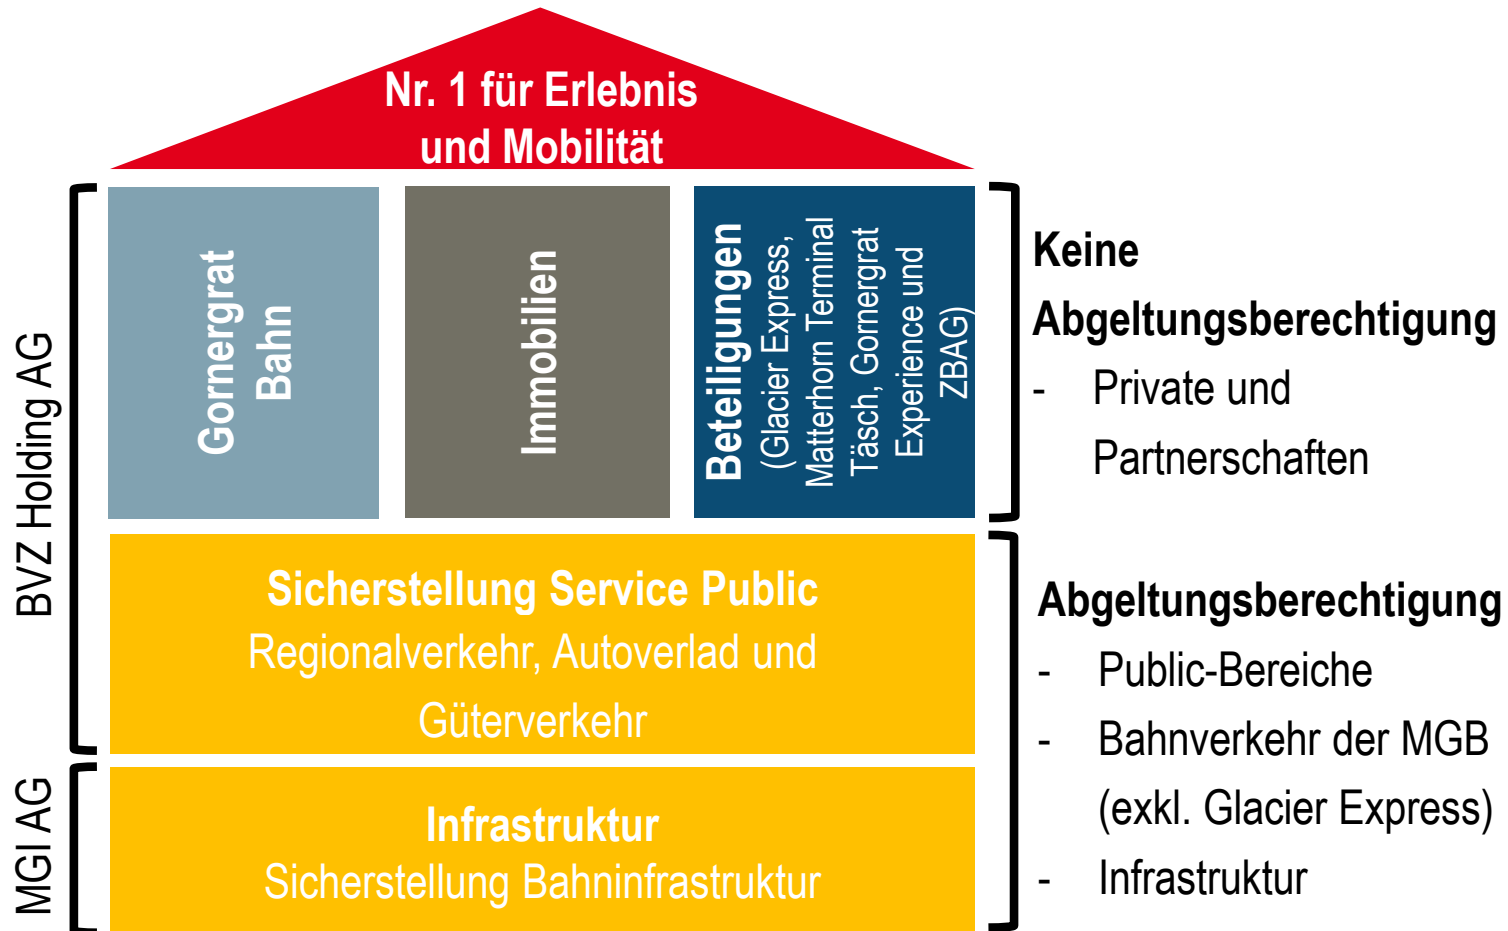 Nr. 1 für Erlebnis
und Mobilität
BVZ Holding AG
Gornergrat
Bahn
Immobilien
Beteiligungen
(Glacier Express,
Matterhorn Terminal
Täsch, Gornergrat
Experience und
ZBAG)
Keine
Abgeltungsberechtigung
- Private und
Partnerschaften
Sicherstellung Service Public
Regionalverkehr, Autoverlad und
Güterverkehr
MGI AG
Infrastruktur
Sicherstellung Bahninfrastruktur
Abgeltungsberechtigung
- Public-Bereiche
- Bahnverkehr der MGB
(exkl. Glacier Express)
- Infrastruktur